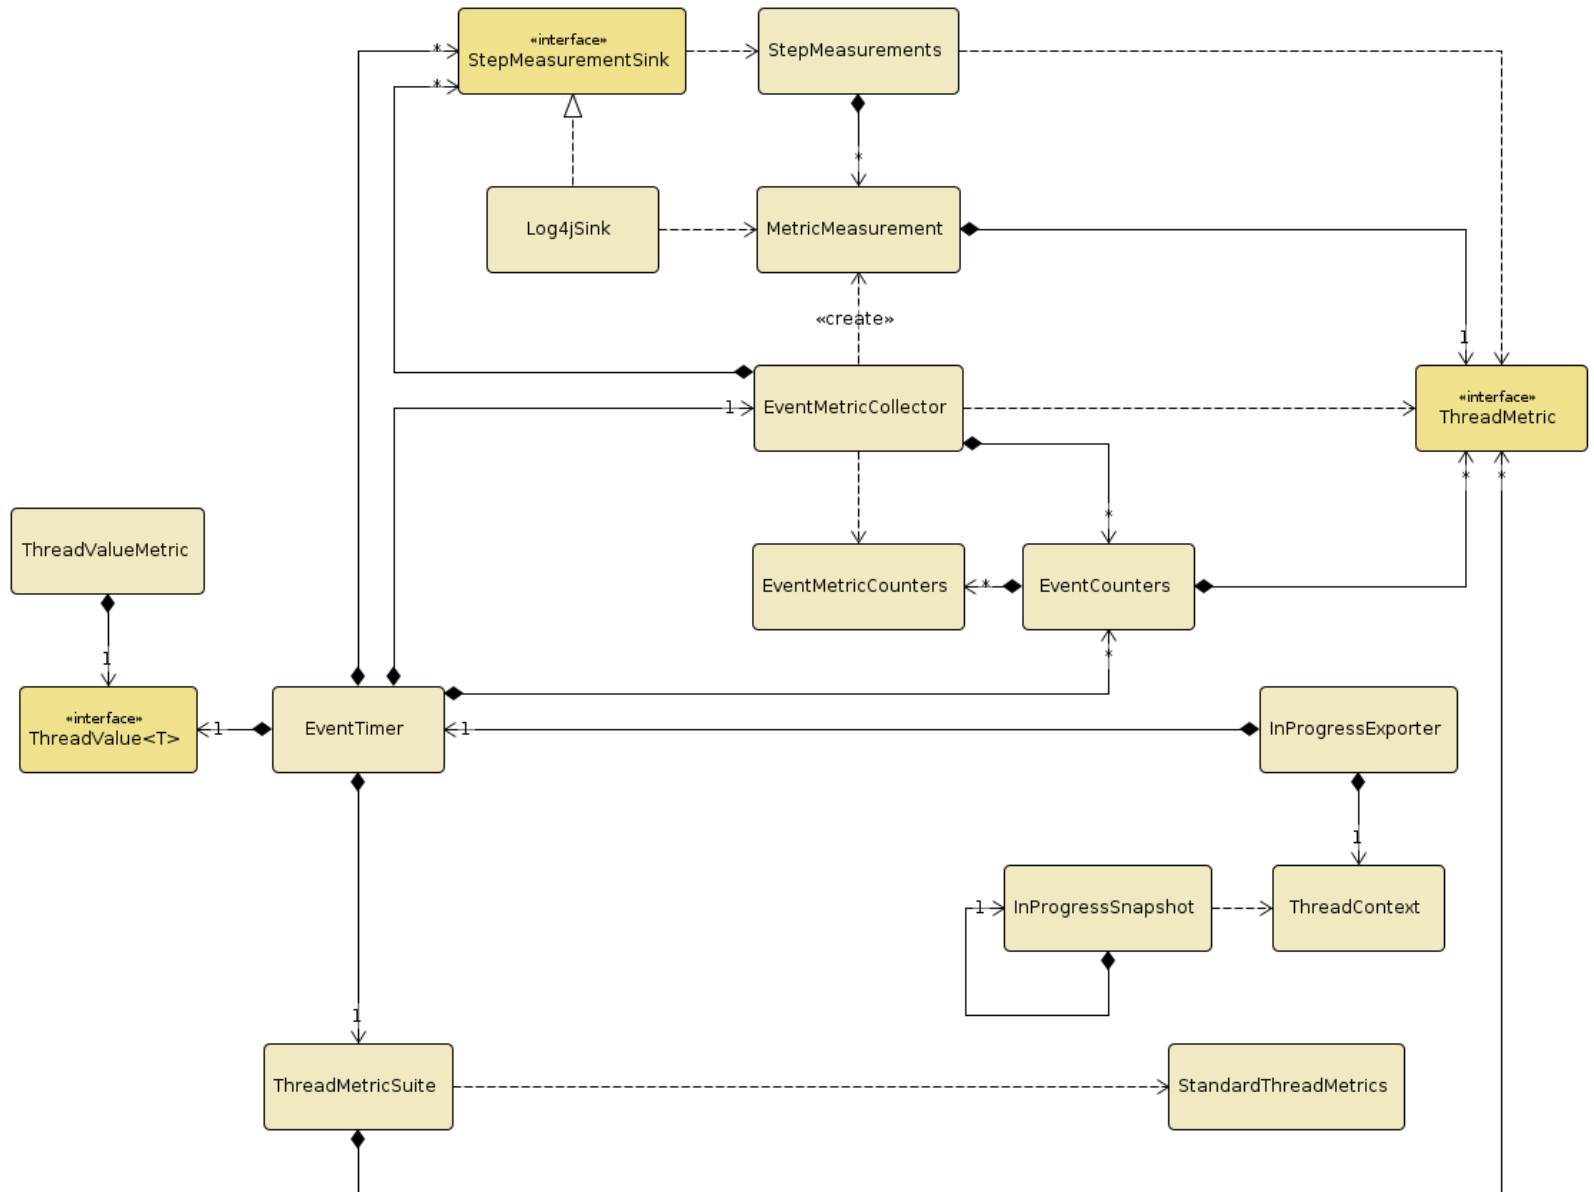 «interface»
StepMeasurementSink
StepMeasurements
*
*
*
Log4jSink
MetricMeasurement
«create»
1
EventMetricCollector
1
«interface»
ThreadMetric
*
*
*
ThreadValueMetric
EventMetricCounters
*
EventCounters
*
1
«interface»
ThreadValue<T>
1
EventTimer
1
InProgressExporter
1
1
InProgressSnapshot
ThreadContext
1
ThreadMetricSuite
StandardThreadMetrics